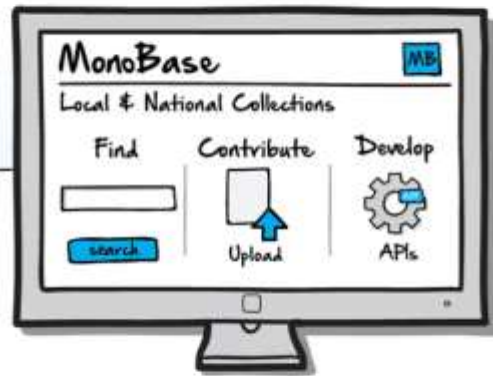 MonoBase
MB
Local & National Collections
Find
search
Contribute
Upload
Develop
APIs